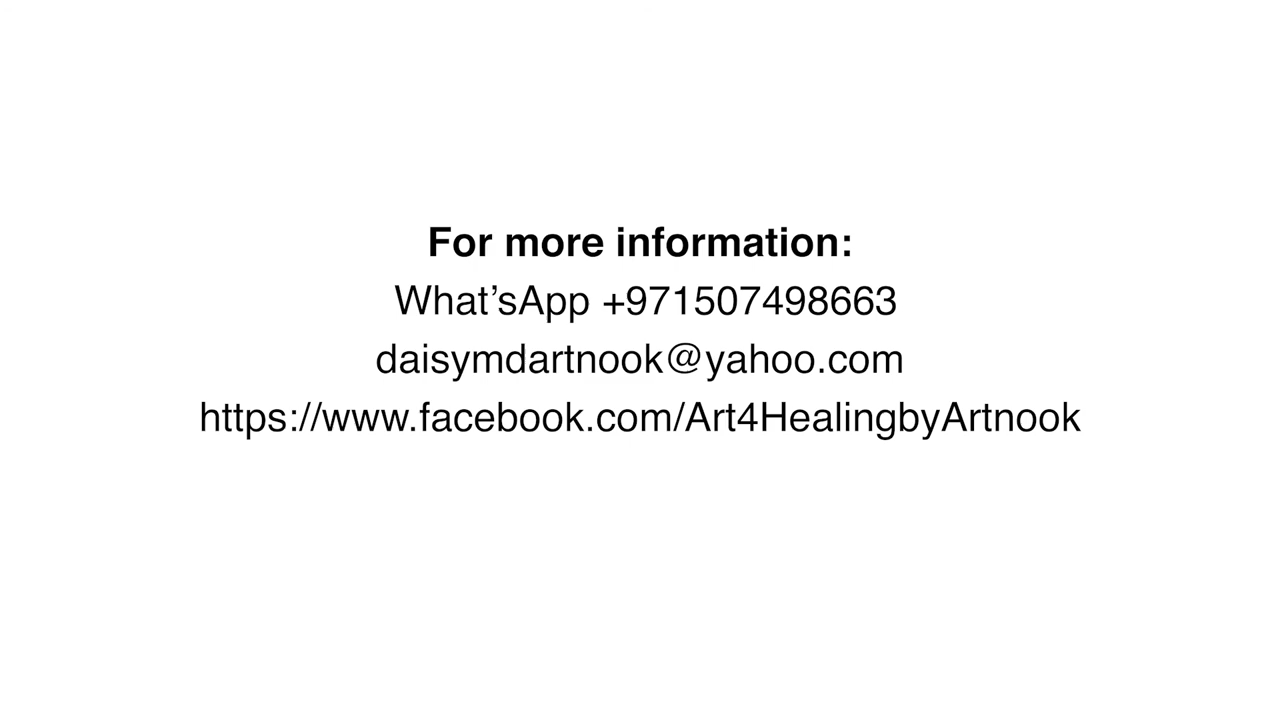 For more information:
What’sApp +971507498663
daisymdartnook@yahoo.com
https://www.facebook.com/Art4HealingbyArtnook